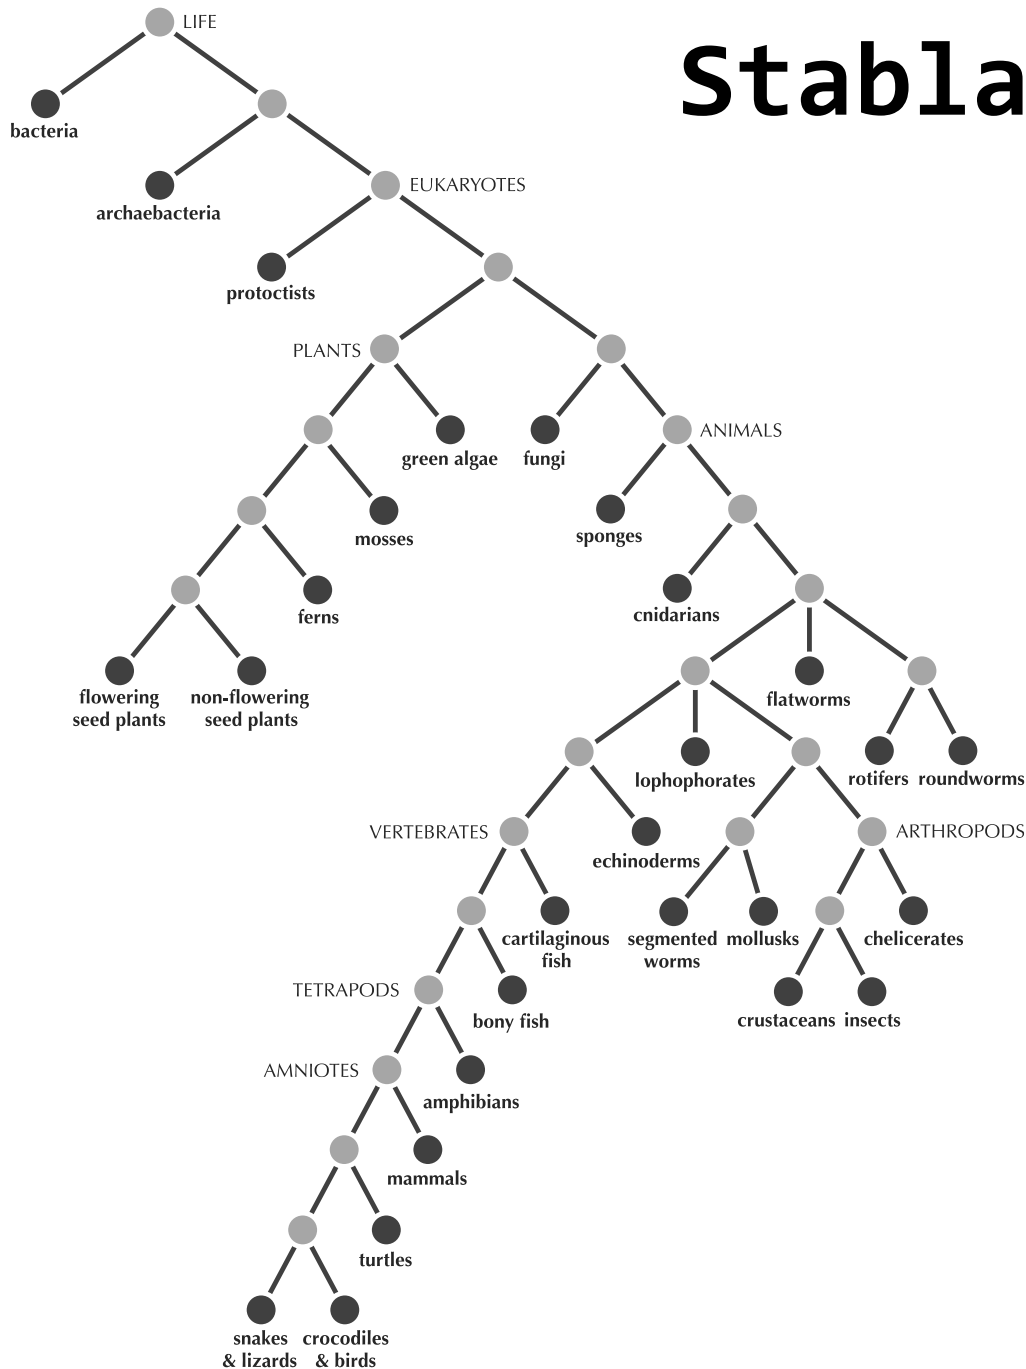 LIFE
Stabla
bacteria
EUKARYOTES
archaebacteria
protoctists
PLANTS
ANIMALS
green algae
fungi
mosses
sponges
ferns
cnidarians
flowering
seed plants
non-flowering
seed plants
flatworms
lophophorates
rotifers
roundworms
VERTEBRATES
ARTHROPODS
echinoderms
cartilaginous
fish
segmented
worms
mollusks
chelicerates
TETRAPODS
bony fish
crustaceans
insects
AMNIOTES
amphibians
mammals
turtles
snakes
& lizards
crocodiles
& birds